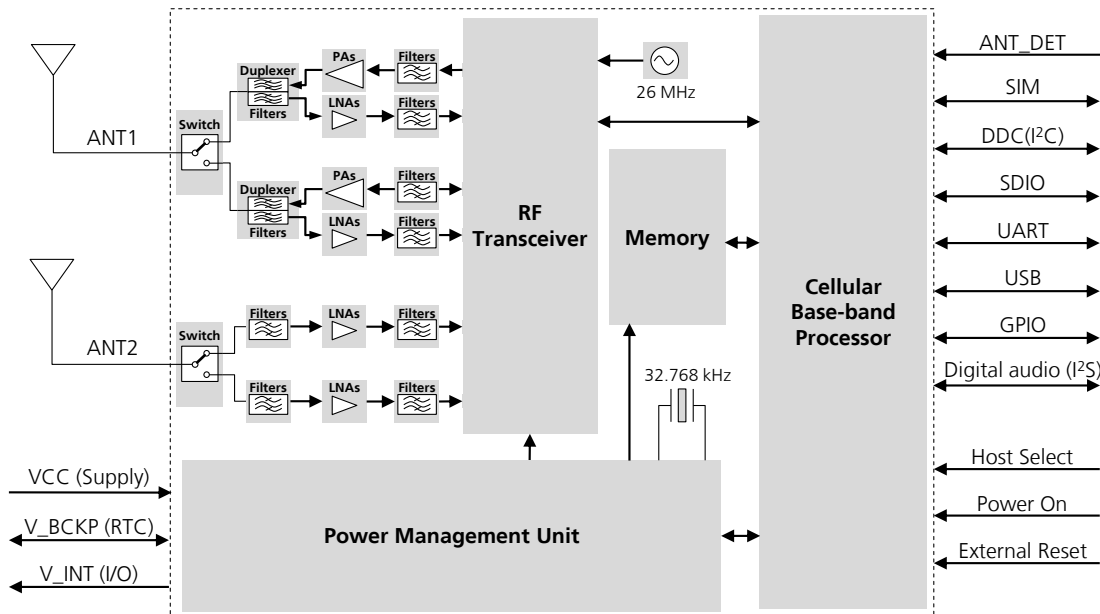 PAs
Filters
Duplexer
Filters
LNAs
Filters
26 MHz
ANT_DET
SIM
Switch
ANT1
DDC(I²C)
PAs
Filters
Duplexer
Filters
LNAs
Filters
RF
Transceiver
Memory
SDIO
UART
Cellular
Base-band
Processor
USB
GPIO
Digital audio (I²S)
ANT2
Switch
Filters
LNAs
Filters
Filters
LNAs
Filters
32.768 kHz
VCC (Supply)
V_BCKP (RTC)
V_INT (I/O)
Power Management Unit
Host Select
Power On
External Reset